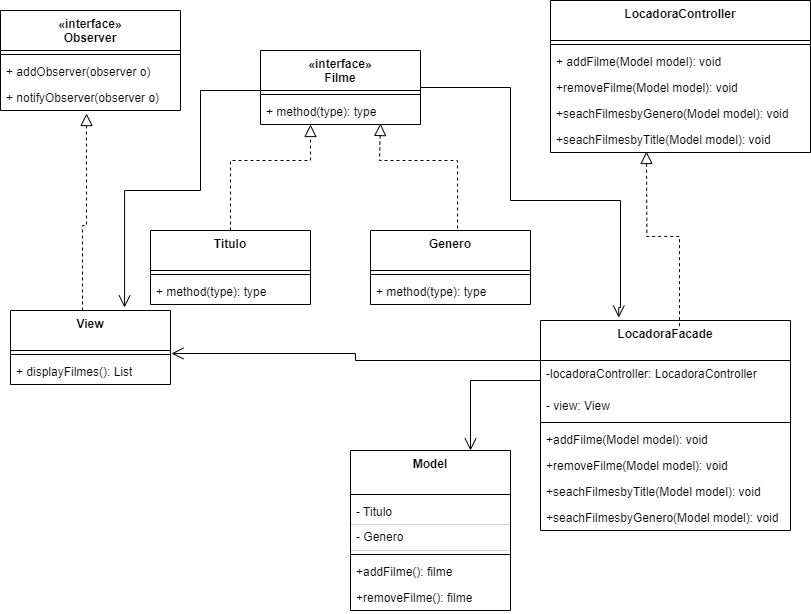 «interface»
Observer
+ addObserver(observer o)
+ notifyObserver(observer o)
«interface»
Filme
+ method(type): type
LocadoraController
+ addFilme(Model model): void
+removeFilme(Model model): void
+seachFilmesbyGenero(Model model): void
+seachFilmesbyTitle(Model model): void
Titulo
+ method(type): type
Genero
+ method(type): type
View
+ displayFilmes(): List
LocadoraFacade
-locadoraController: LocadoraController
- view: View
+addFilme(Model model): void
+removeFilme(Model model): void
+seachFilmesbyTitle(Model model): void
+seachFilmesbyGenero(Model model): void
Model
- Titulo
- Genero
+addFilme(): filme
+removeFilme(): filme